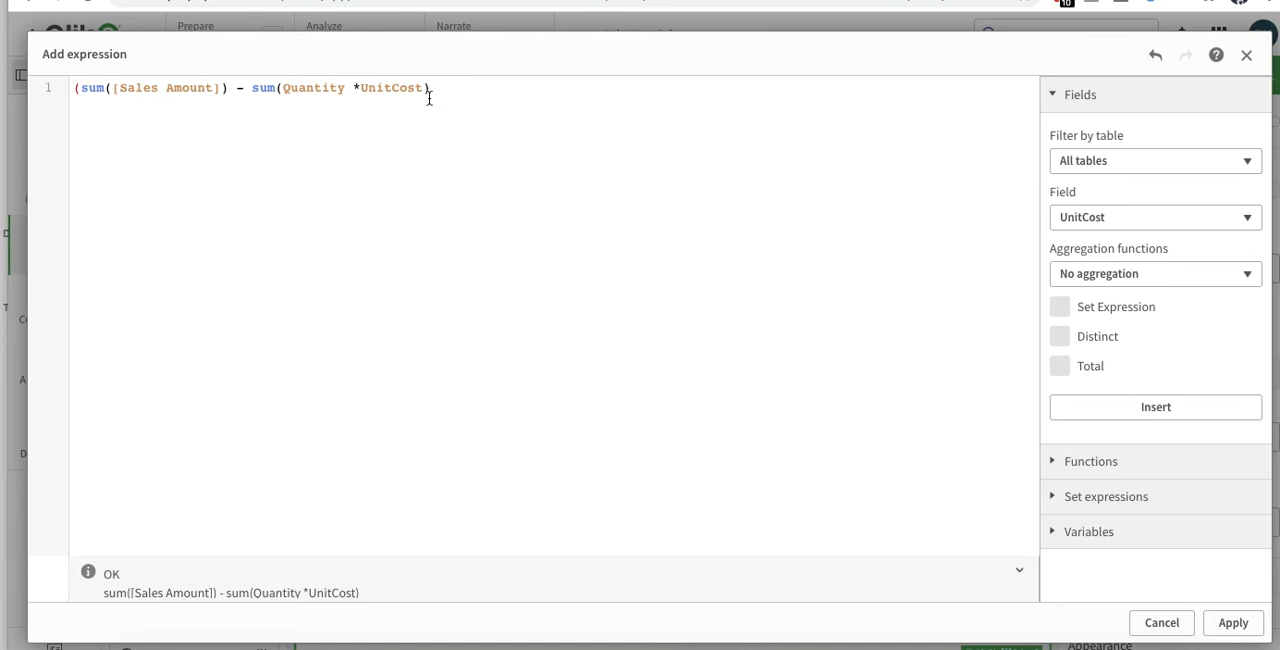 10
Prepare
Analyze
Narrate
Add expression
1
(sum([Sales Amount]) - sum(Quantity *UnitCost)
Fields
Filter by table
All tables
Field
UnitCost
Aggregation functions
No aggregation
Set Expression
Distinct
Total
Insert
Functions
Set expressions
Variables
OK
sum([Sales Amount]) - sum(Quantity *UnitCost)
Cancel
Apply
Appearance